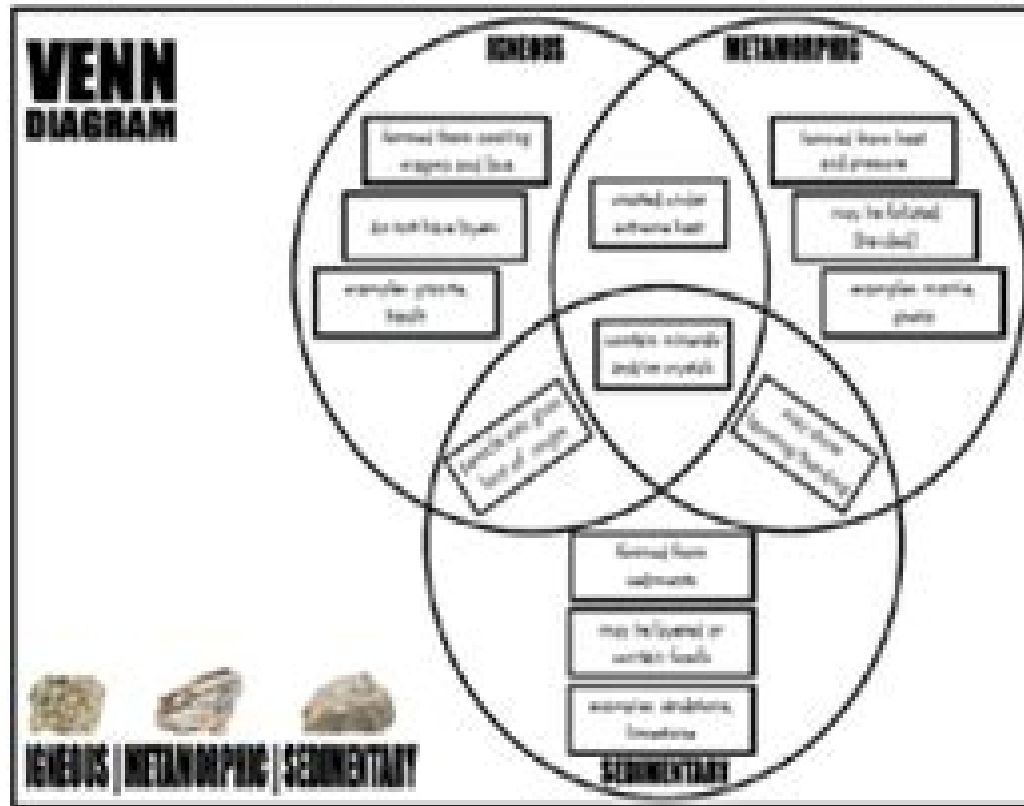 VENN
DIAGRAM
IGNEOUS
METAMORPHIC
formed from cooling
magma and lava
formed from heat
and pressure
created under
extreme heat
do not have layers
may be foliated
(banded)
examples: granite,
basalt
examples: marble,
gneiss
contain minerals
and/or crystals
formed from
sediments
may be layered or
contain fossils
examples: sandstone,
limestone
SEDIMENTARY
IGNEOUS | METAMORPHIC | SEDIMENTARY